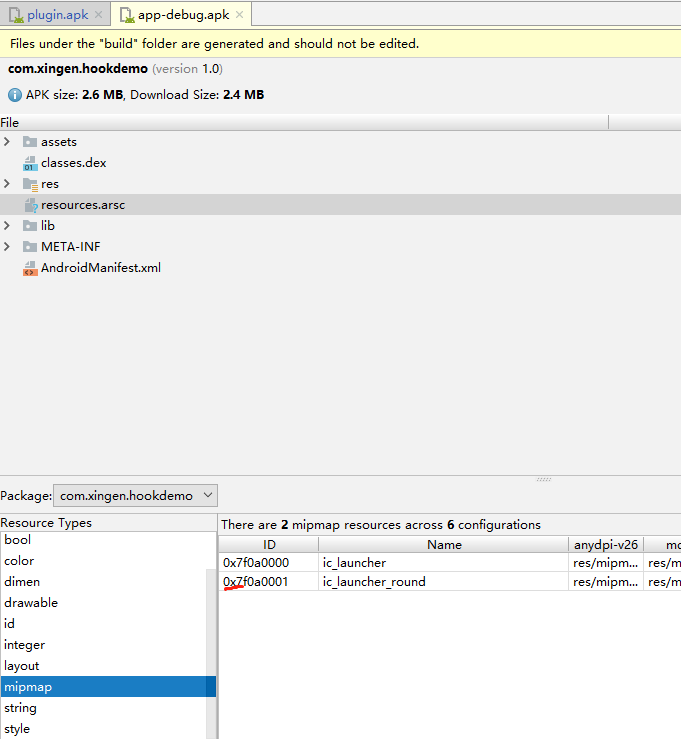 plugin.apk app-debug.apk
Files under the "build" folder are generated and should not be edited.
com.xingen.hookdemo (version 1.0)
APK size: 2.6 MB, Download Size: 2.4 MB
File
assets
classes.dex
res
resources.arsc
lib
META-INF
AndroidManifest.xml
Package: com.xingen.hookdemo
Resource Types
bool
color
dimen
drawable
id
integer
layout
mipmap
string
style
There are 2 mipmap resources across 6 configurations
ID Name anydpi-v26
0x7f0a0000 ic_launcher res/mipm... res/m
0x7f0a0001 ic_launcher_round res/mipm... res/m